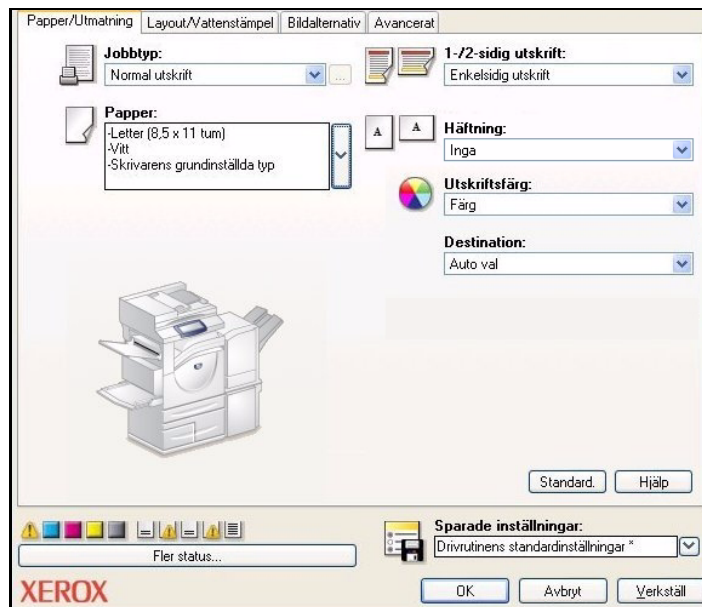 Papper/Utmatning Layout/Vattenstämpel Bildalternativ Avancerat
Jobbtyp:
Normal utskrift
...
1-/2-sidig utskrift:
Enkelsidig utskrift
Papper:
-Letter (8,5 x 11 tum)
-Vitt
-Skrivarens grundinställda typ
A A
Häftning:
Inga
Utskriftsfärg:
Färg
Destination:
Auto val
Standard. Hjälp
Fler status...
Sparade inställningar:
Drivrutinens standardinställningar *
XEROX
OK Avbryt Verkställ